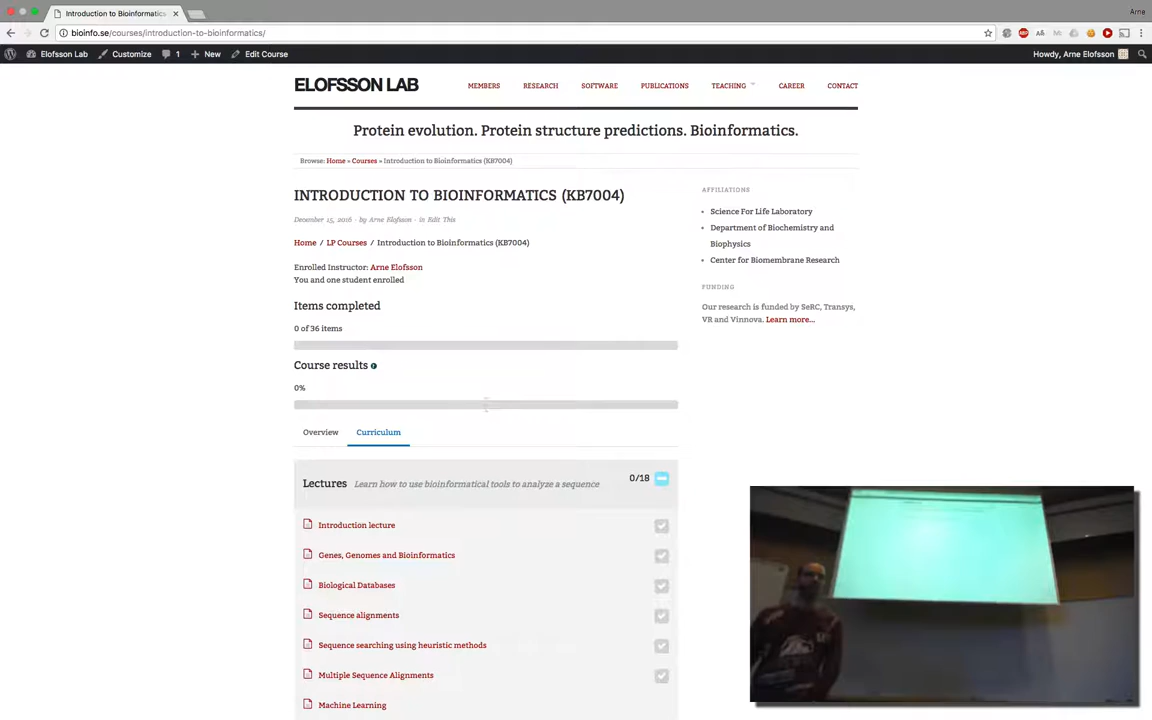 Introduction to Bioinformatics
Arne
bioinfo.se/courses/introduction-to-bioinformatics/
Elofsson Lab Customize 1 New Edit Course Howdy, Arne Elofsson
ELOFSSON LAB
MEMBERS RESEARCH SOFTWARE PUBLICATIONS TEACHING CAREER CONTACT
Protein evolution. Protein structure predictions. Bioinformatics.
Browse: Home » Courses » Introduction to Bioinformatics (KB7004)
INTRODUCTION TO BIOINFORMATICS (KB7004)
December 15, 2016 · by Arne Elofsson · in Edit This
Home / LP Courses / Introduction to Bioinformatics (KB7004)
Enrolled Instructor: Arne Elofsson
You and one student enrolled
Items completed
0 of 36 items
Course results
0%
Overview Curriculum
Lectures Learn how to use bioinformatical tools to analyze a sequence 0/18
Introduction lecture
Genes, Genomes and Bioinformatics
Biological Databases
Sequence alignments
Sequence searching using heuristic methods
Multiple Sequence Alignments
Machine Learning
AFFILIATIONS
Science For Life Laboratory
Department of Biochemistry and
Biophysics
Center for Biomembrane Research
FUNDING
Our research is funded by SeRC, Transys,
VR and Vinnova. Learn more...